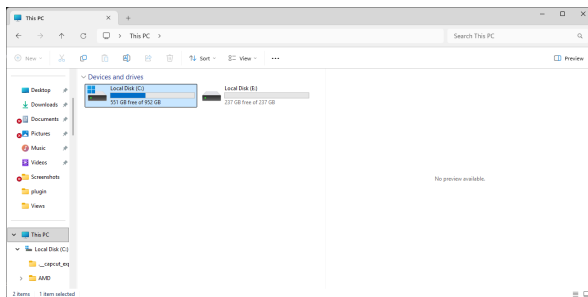 This PC
This PC
Search This PC
New
Sort
View
Preview
Devices and drives
Local Disk (C:)
551 GB free of 952 GB
Local Disk (E:)
237 GB free of 237 GB
Desktop
Downloads
Documents
Pictures
Music
Videos
Screenshots
plugin
Views
No preview available.
This PC
Local Disk (C:)
._capcut_exp
AMD
2 items 1 item selected